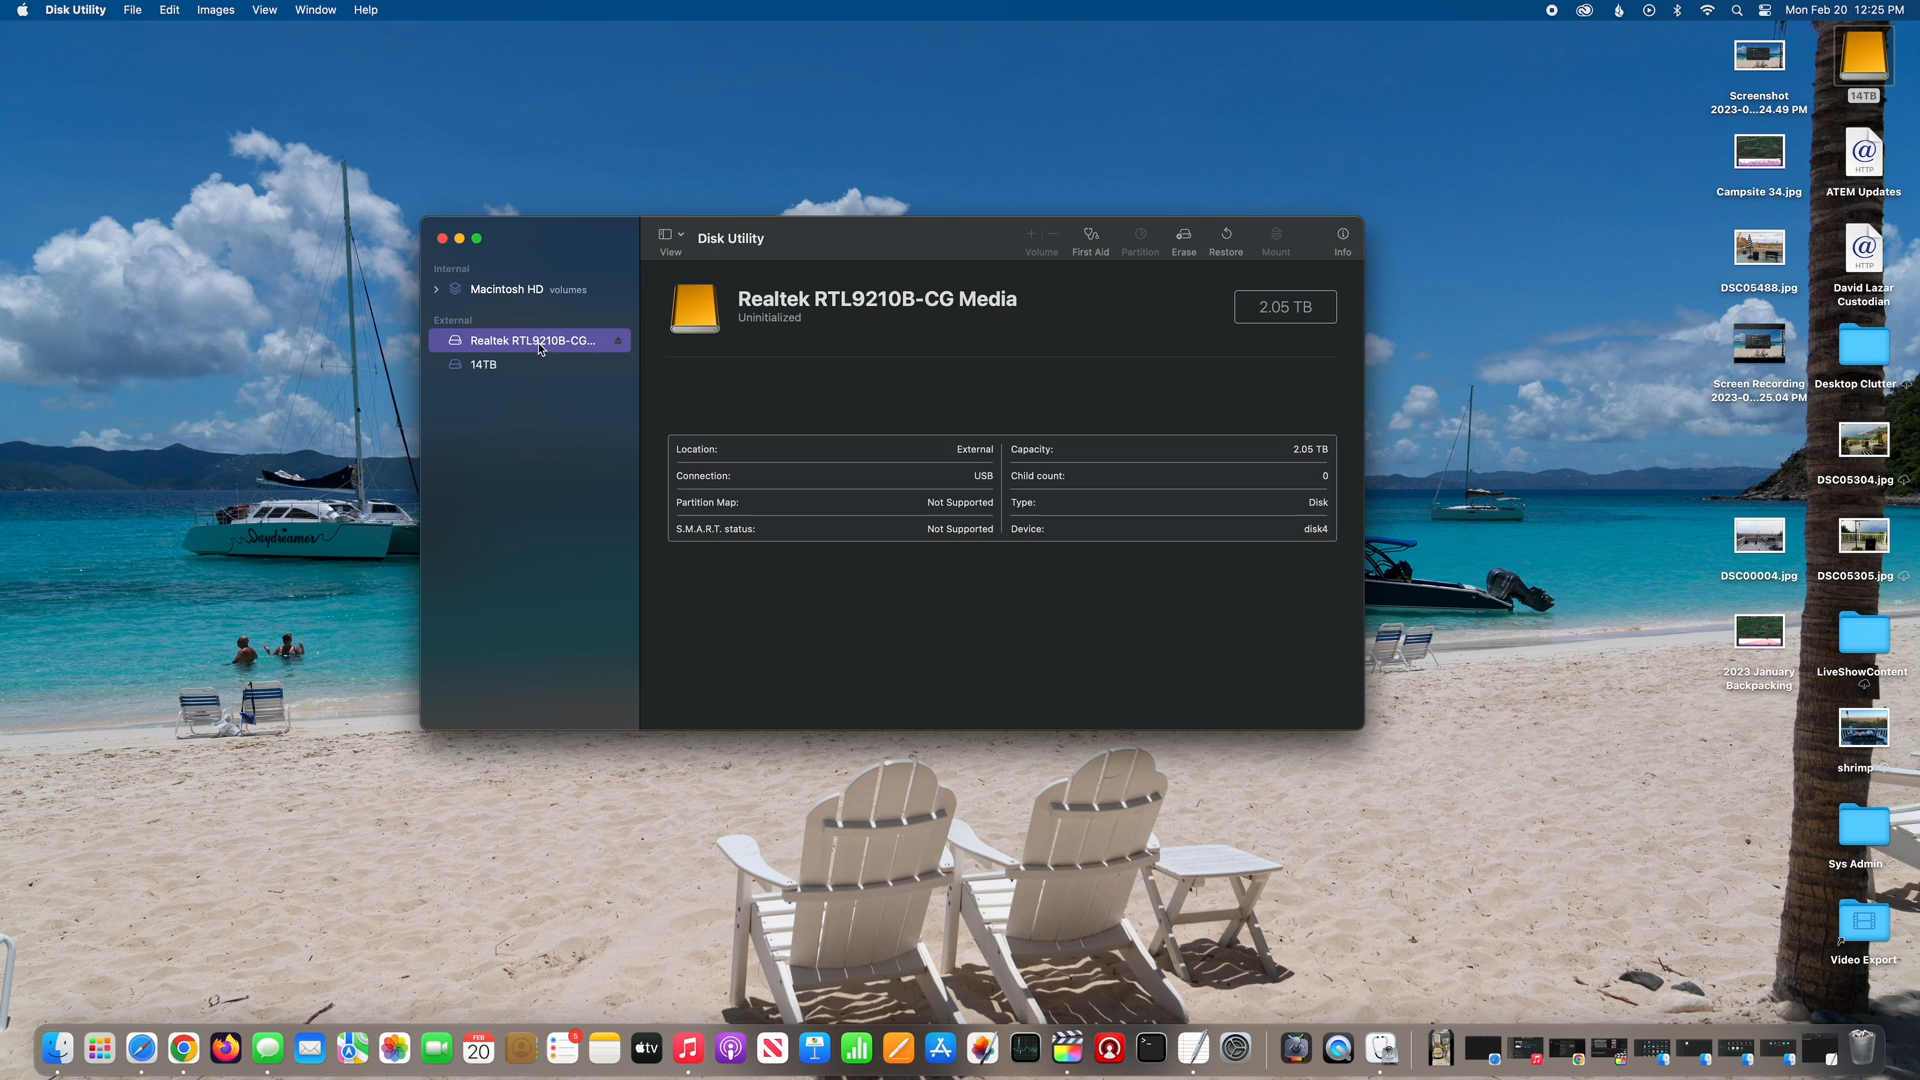 Disk Utility File Edit Images View Window Help
Mon Feb 20 12:25 PM
Screenshot
2023-0...24.49 PM
14TB
Campsite 34.jpg
ATEM Updates
HTTP
DSC05488.jpg
David Lazar
Custodian
HTTP
Screen Recording
2023-0...25.04 PM
Desktop Clutter
DSC05304.jpg
DSC00004.jpg
DSC05305.jpg
2023 January
Backpacking
LiveShowContent
shrimp
Sys Admin
Video Export
View
Disk Utility
Volume First Aid Partition Erase Restore Mount Info
Internal
Macintosh HD volumes
External
Realtek RTL9210B-CG...
14TB
Realtek RTL9210B-CG Media
Uninitialized
2.05 TB
Location: External
Capacity: 2.05 TB
Connection: USB
Child count: 0
Partition Map: Not Supported
Type: Disk
S.M.A.R.T. status: Not Supported
Device: disk4
Daydreamer
FEB
20
5
tv